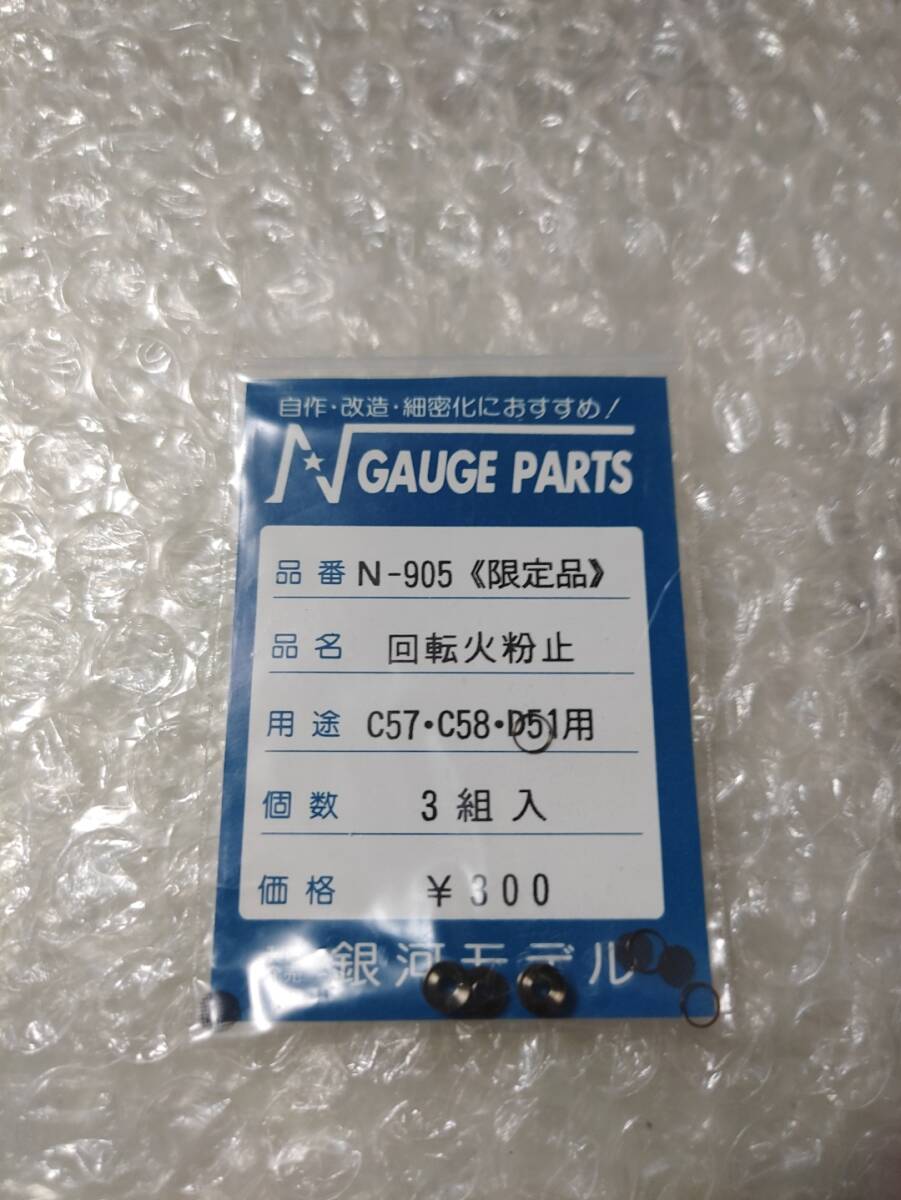 自作・改造・細密化におすすめ!
N GAUGE PARTS
品番 N-905《限定品》
品名 回転火粉止
用途 C57・C58・D51用
個数 3組入
価格 ¥300
銀河モデル